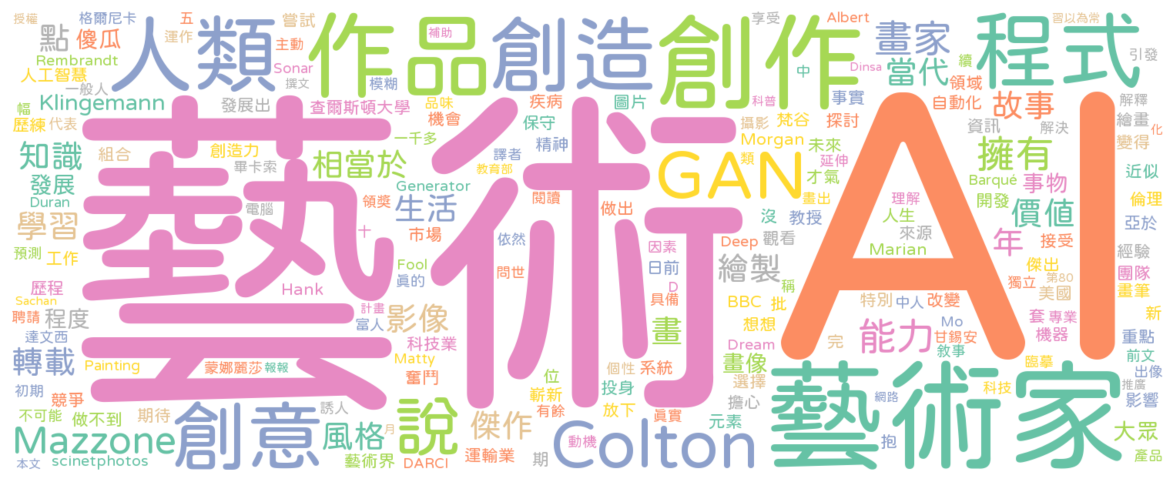 授權
格爾尼卡
五
嘗試
補助
享受
Albert
習以為常
點
傻瓜
運作
主動
人類
作品
創造
創作
畫家
程式
引發
Rembrandt
一般人
Sonar
模糊
中
Dinsa
當代
續
人工智慧
撰文
領域
Klingemann
發展出
查爾斯頓大學
品味
疾病
圖片
科普
事實
自動化
故事
解釋
幅
歷練
代表
機會
保守
攝影
梵谷
探討
資訊
解決
繪畫
化
一千多
精神
Morgan
未來
變得
知識
組合
創造力
相當於
譯者
GAN
類
延伸
擁有
近似
畢卡索
教育部
才氣
發展
Generator
畫出
Barqué
事物
倫理
Duran
電腦
領獎
生活
閱讀
做出
沒
教授
理解
開發
價值
亞於
人生
學習
十
市場
依然
因素
Deep
觀看
來源
年
接受
經驗
預測
工作
Fool
問世
日前
繪製
Marian
傑出
團隊
藝術
AI
歷程
Hank
真的
D
具備
稱
獨立
第80
Sachan
計畫
BBC
批
特別
中人
改變
美國
畫筆
新
聘請
程度
富人
影像
位
畫
想想
Mo
套
專業
達文西
科技業
嶄新
Dream
完
甘錫安
機器
重點
轉載
Painting
蒙娜麗莎
報報
Matty
個性
系統
畫像
能力
敘事
臨摹
前文
出像
初期
競爭
奮鬥
投身
選擇
科技
推廣
影響
不可能
做不到
期待
誘人
說
有餘
放下
真實
擔心
網路
藝術家
Mazzone
創意
風格
月
傑作
元素
抱
大眾
動機
Colton
本文
scinetphotos
藝術界
DARCI
運輸業
期
產品